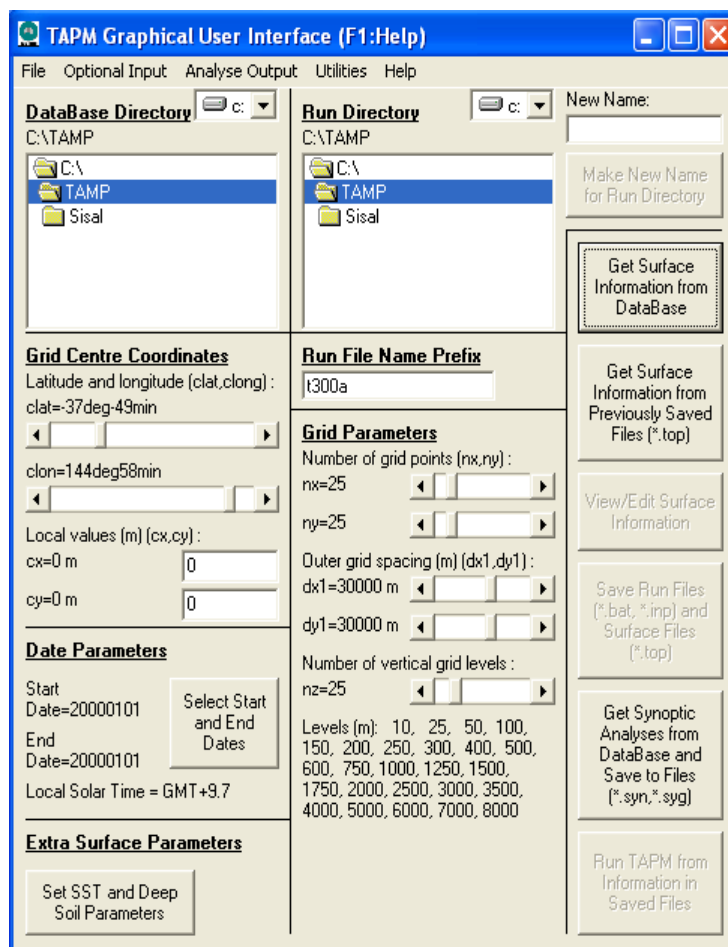 TAPM Graphical User Interface (F1:Help)
File Optional Input Analyse Output Utilities Help
DataBase Directory
c:
C:\TAMP
C:\
TAMP
Sisal
Run Directory
c:
C:\TAMP
C:\
TAMP
Sisal
New Name:
Make New Name
for Run Directory
Get Surface
Information from
DataBase
Get Surface
Information from
Previously Saved
Files (*.top)
View/Edit Surface
Information
Save Run Files
(*.bat, *.inp) and
Surface Files
(*.top)
Get Synoptic
Analyses from
DataBase and
Save to Files
(*.syn,*.syg)
Run TAPM from
Information in
Saved Files
Grid Centre Coordinates
Latitude and longitude (clat,clong) :
clat=-37deg-49min
clon=144deg58min
Local values (m) (cx,cy) :
cx=0 m
0
cy=0 m
0
Date Parameters
Start
Date=20000101
End
Date=20000101
Select Start
and End
Dates
Local Solar Time = GMT+9.7
Extra Surface Parameters
Set SST and Deep
Soil Parameters
Run File Name Prefix
t300a
Grid Parameters
Number of grid points (nx,ny) :
nx=25
ny=25
Outer grid spacing (m) (dx1,dy1) :
dx1=30000 m
dy1=30000 m
Number of vertical grid levels :
nz=25
Levels (m): 10, 25, 50, 100,
150, 200, 250, 300, 400, 500,
600, 750, 1000, 1250, 1500,
1750, 2000, 2500, 3000, 3500,
4000, 5000, 6000, 7000, 8000